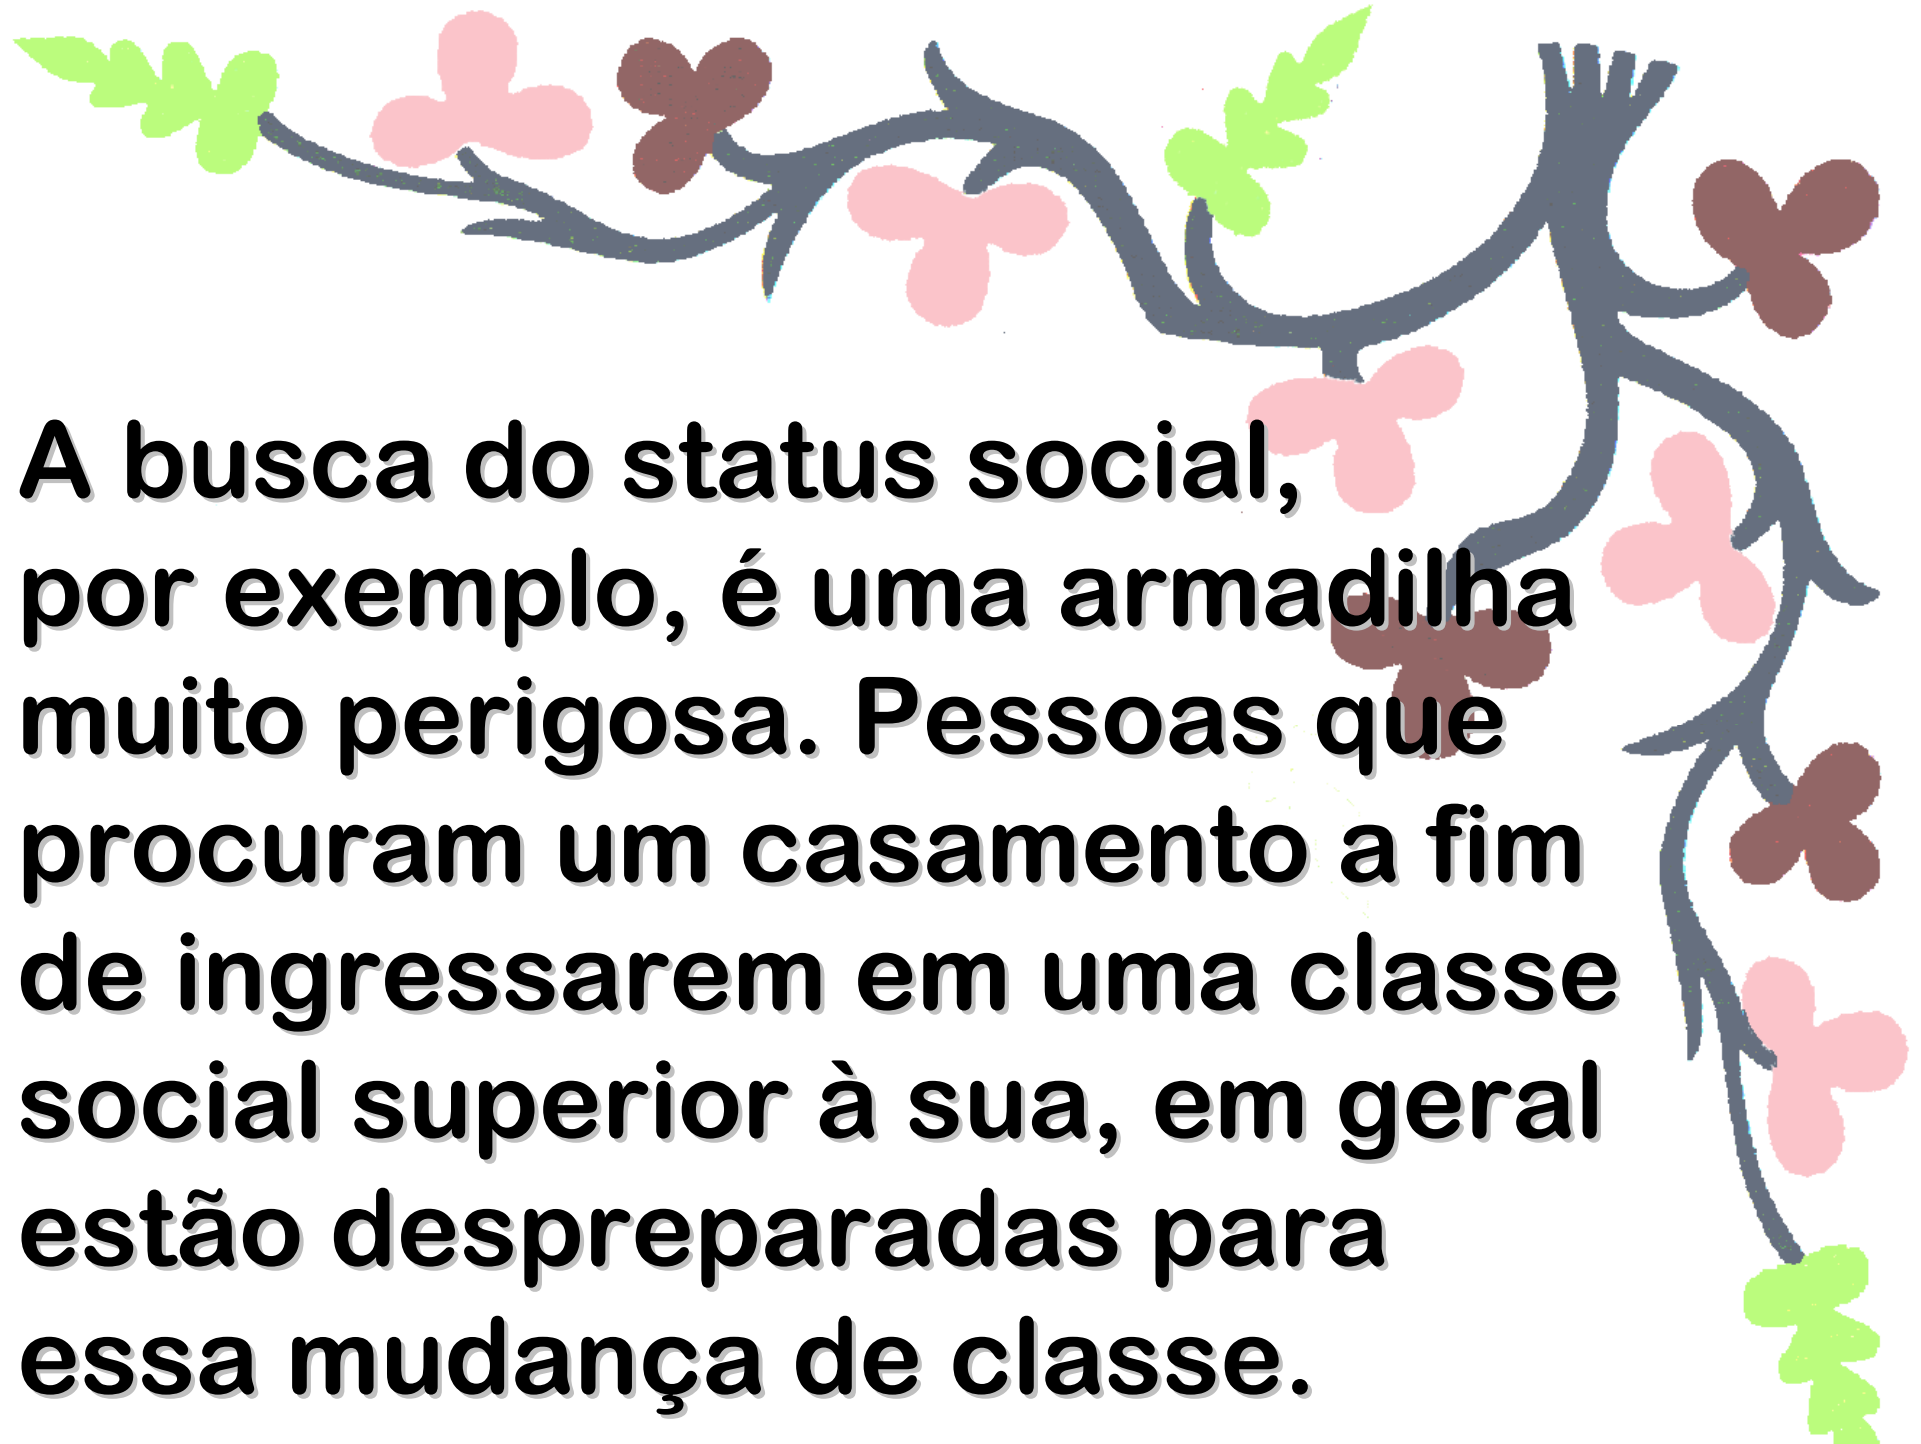 A busca do status social,
por exemplo, é uma armadilha
muito perigosa. Pessoas que
procuram um casamento a fim
de ingressarem em uma classe
social superior à sua, em geral
estão despreparadas para
essa mudança de classe.